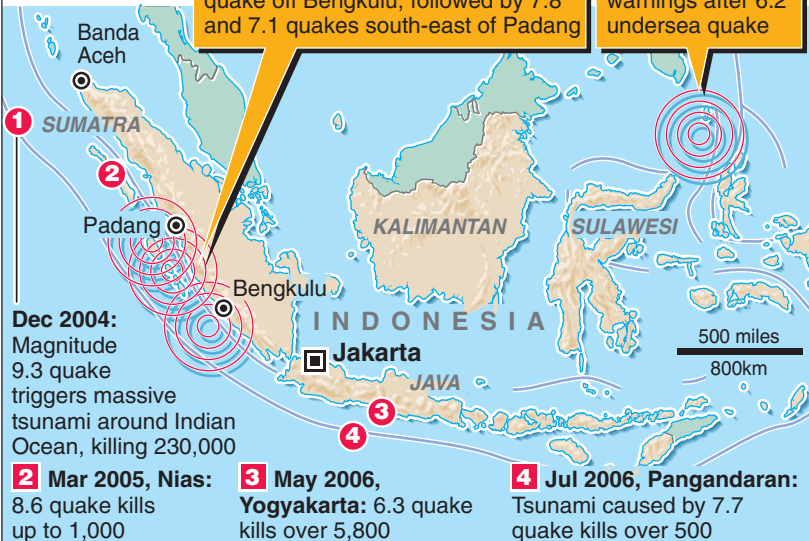 quake off Bengkulu, followed by 7.8
and 7.1 quakes south-east of Padang
warnings after 6.2
undersea quake
Banda
Aceh
1
SUMATRA
2
Padang
KALIMANTAN
SULAWESI
Bengkulu
INDONESIA
Jakarta
JAVA
500 miles
800km
3
4
Dec 2004:
Magnitude
9.3 quake
triggers massive
tsunami around Indian
Ocean, killing 230,000
2 Mar 2005, Nias:
8.6 quake kills
up to 1,000
3 May 2006,
Yogyakarta: 6.3 quake
kills over 5,800
4 Jul 2006, Pangandaran:
Tsunami caused by 7.7
quake kills over 500